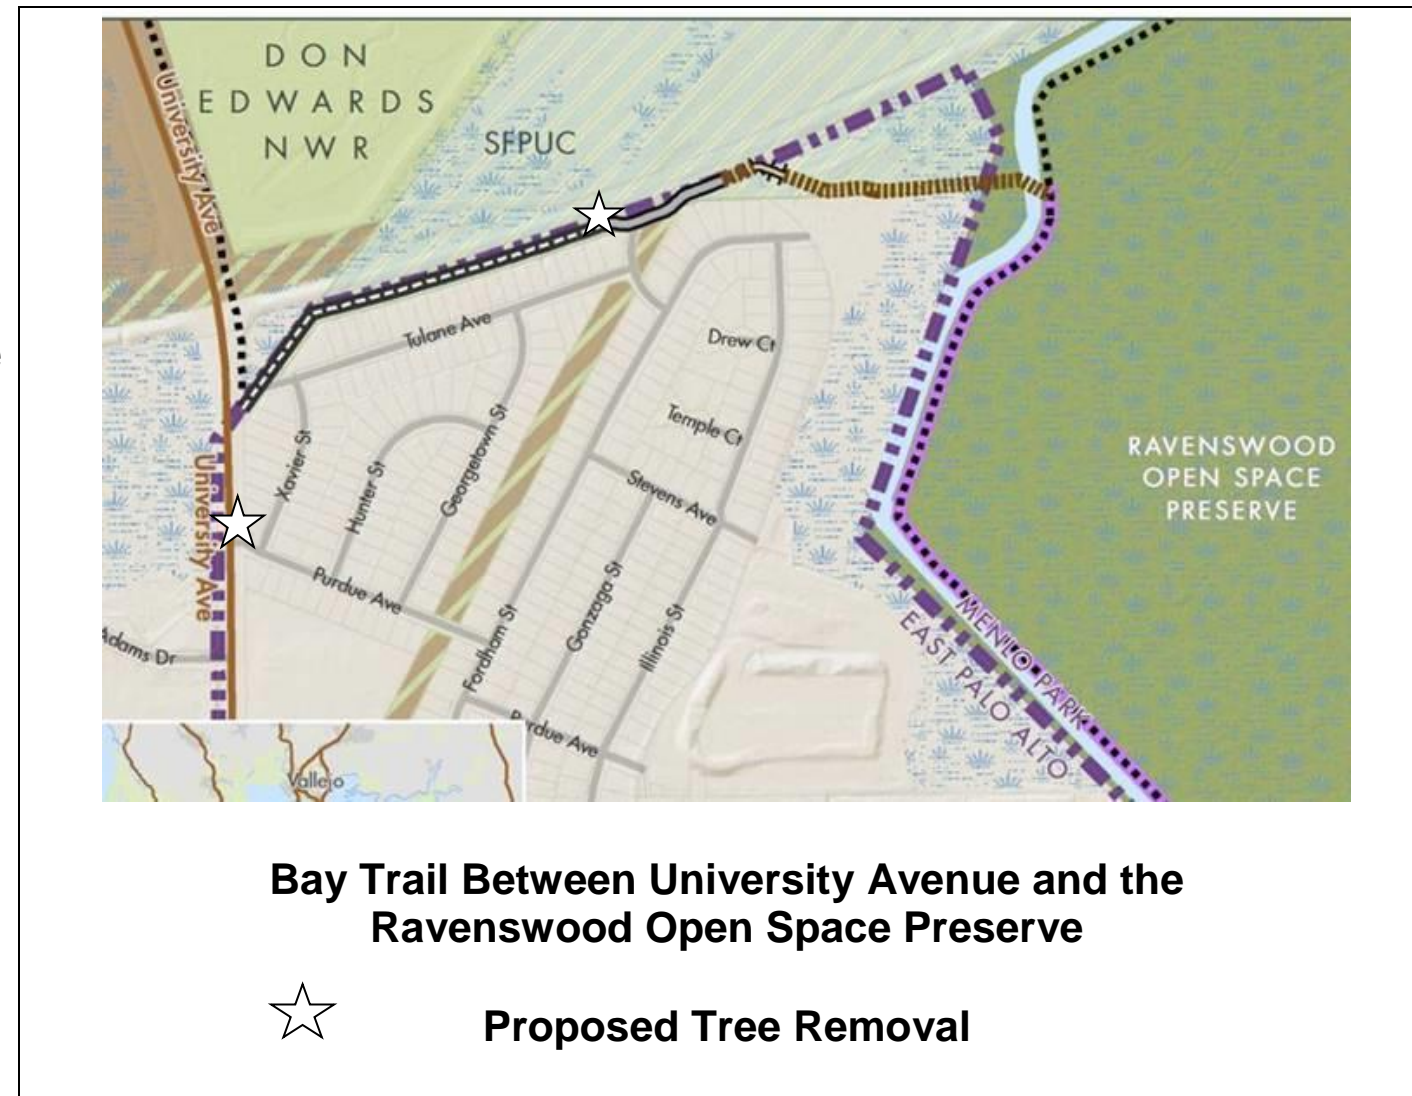 DON
EDWARDS
NWR
SFPUC
University Ave
Tulane Ave
Drew Ct
Temple Ct
Xavier St
Hunter St
Georgetown St
Stevens Ave
University Ave
Purdue Ave
Fordham St
Gonzaga St
Illinois St
Adams Dr
Purdue Ave
RAVENSWOOD
OPEN SPACE
PRESERVE
MENLO PARK
EAST PALO ALTO
Vallejo
Bay Trail Between University Avenue and the
Ravenswood Open Space Preserve
Proposed Tree Removal